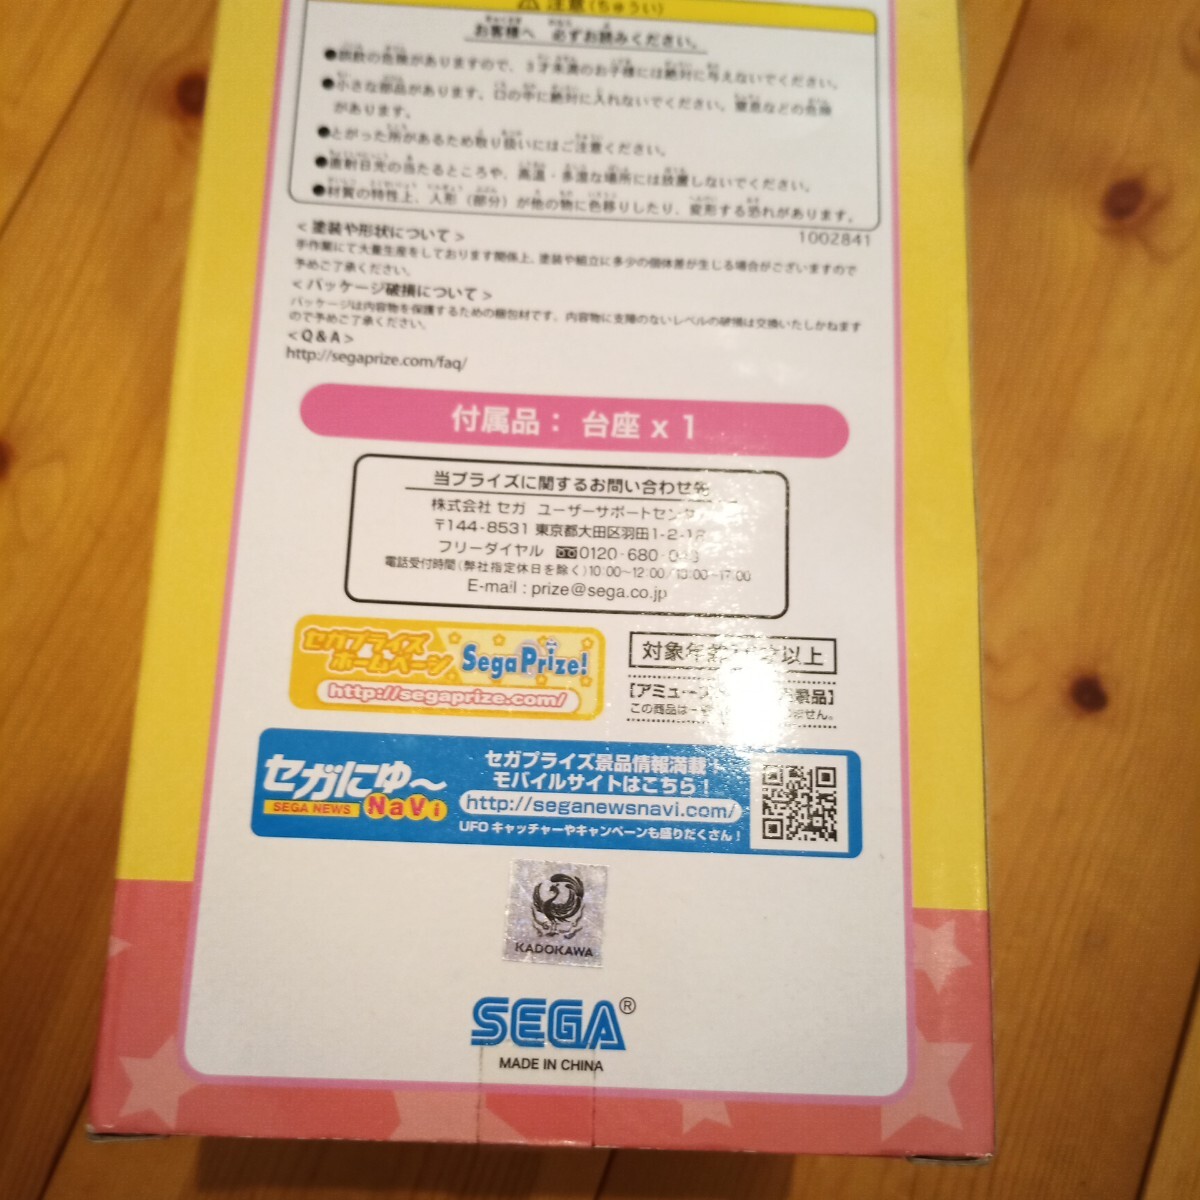 ⚠ 注意(ちゅうい)
お客様へ 必ずお読みください。
●誤飲の危険がありますので、3才未満のお子様には絶対に与えないでください。
●小さな部品があります。口の中に絶対に入れないでください。窒息などの危険
があります。
●とがった所があるため取り扱いにはご注意ください。
●直射日光の当たるところや、高温・多湿な場所には放置しないでください。
●材質の特性上、人形（部分）が他の物に色移りしたり、変形する恐れがあります。
1002841
<塗装や形状について>
手作業にて大量生産をしております関係上、塗装や組立に多少の個体差が生じる場合がございますので
予めご了承ください。
<パッケージ破損について>
パッケージは内容物を保護するための梱包材です。内容物に支障のないレベルの破損は交換いたしかねます
ので予めご了承ください。
<Q&A>
http://segaprize.com/faq/
付属品： 台座 x 1
当プライズに関するお問い合わせ先
株式会社 セガ ユーザーサポートセンター
〒144-8531 東京都大田区羽田1-2-12
フリーダイヤル 0120-680-0
電話受付時間(弊社指定休日を除く)10:00~12:00/13:00~17:00
E-mail : prize@sega.co.jp
セガプライズ
ホームページ
Sega Prize!
http://segaprize.com/
対象年齢 以上
【アミュー 景品】
この商品は一 ません。
セガにゅ〜
SEGA NEWS NaVi
セガプライズ景品情報満載！
モバイルサイトはこちら！
http://seganewsnavi.com/
UFOキャッチャーやキャンペーンも盛りだくさん！
KADOKAWA
SEGA®
MADE IN CHINA